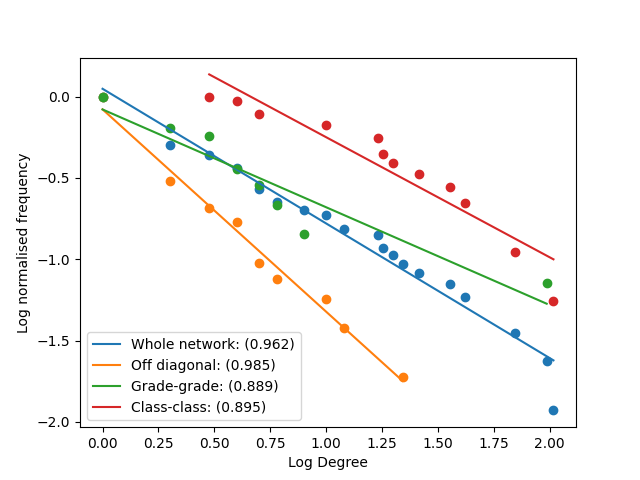 0.0
−0.5
−1.0
−1.5
−2.0
Log normalised frequency
Whole network: (0.962)
Off diagonal: (0.985)
Grade-grade: (0.889)
Class-class: (0.895)
0.00 0.25 0.50 0.75 1.00 1.25 1.50 1.75 2.00
Log Degree